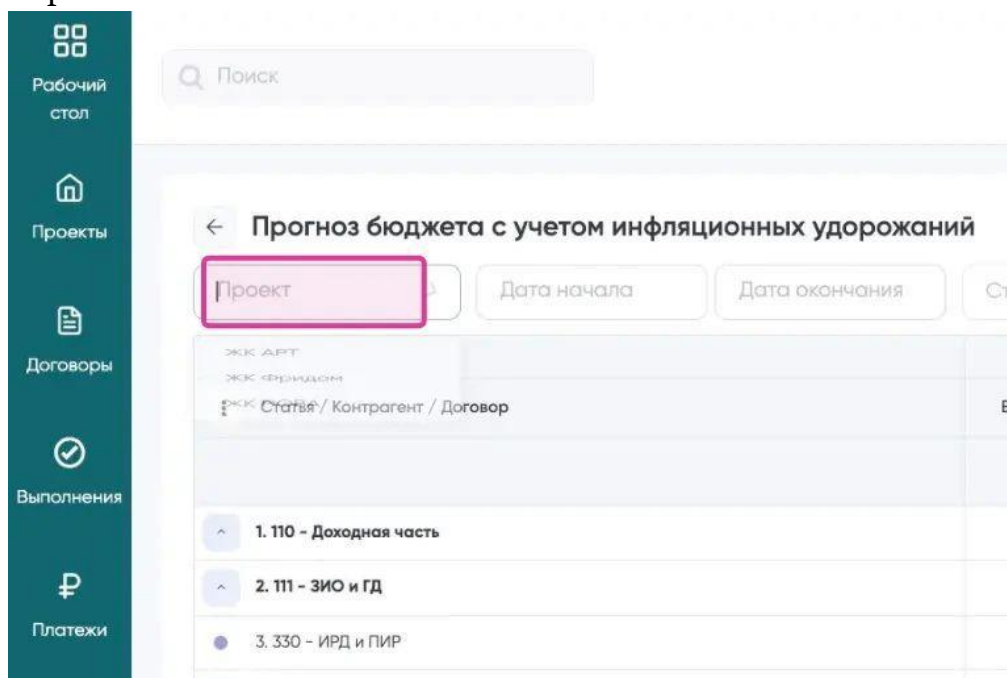 Рабочий
стол
Поиск
Проекты
Прогноз бюджета с учетом инфляционных удорожаний
Проект
Дата начала
Дата окончания
Договоры
ЖК АРТ
ЖК Фридом
ЖК
Статья / Контрагент / Договор
Выполнения
1. 110 - Доходная часть
2. 111 - ЗИО и ГД
Платежи
3. 330 - ИРД и ПИР